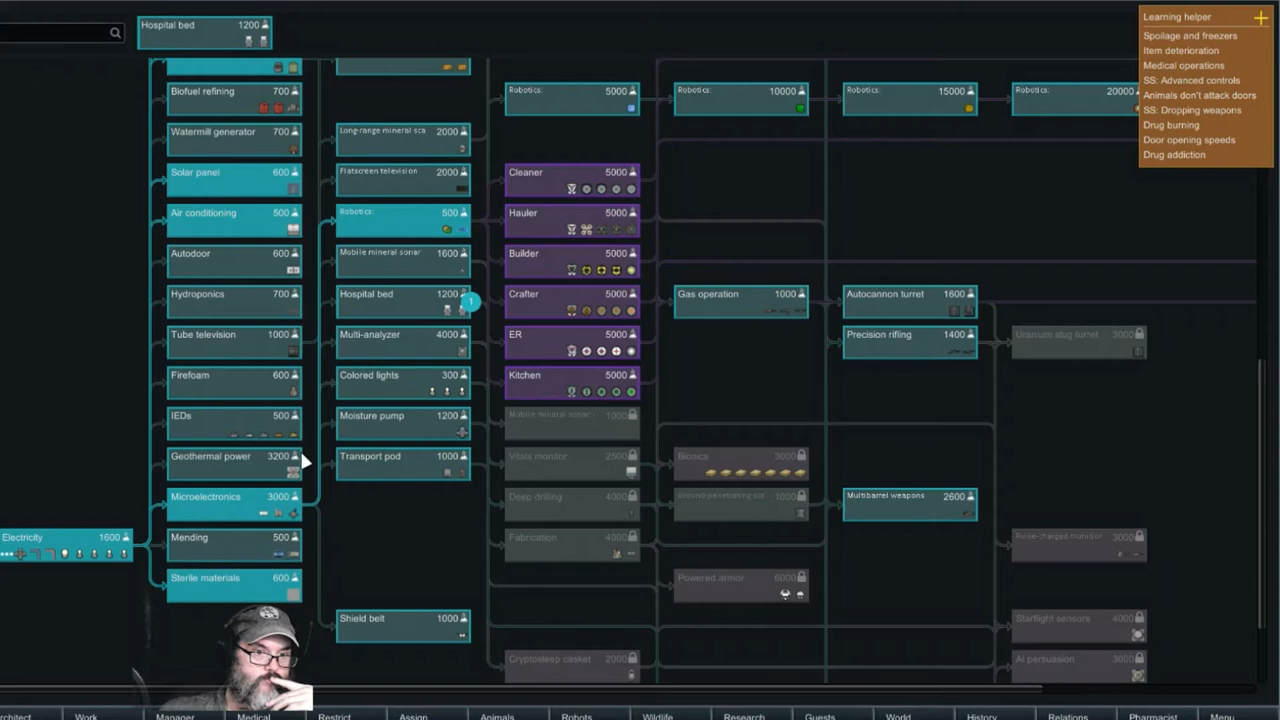 Hospital bed 1200
Learning helper
Spoilage and freezers
Item deterioration
Medical operations
SS: Advanced controls
Animals don't attack doors
SS: Dropping weapons
Drug burning
Door opening speeds
Drug addiction
Biofuel refining 700
Robotics: 5000
Robotics: 10000
Robotics: 15000
Robotics: 20000
Watermill generator 700
Long-range mineral sca 2000
Solar panel 600
Flatscreen television 2000
Cleaner 5000
Air conditioning 500
Robotics: 500
Hauler 5000
Autodoor 600
Mobile mineral sonar 1600
Builder 5000
Hydroponics 700
Hospital bed 1200
1
Crafter 5000
Gas operation 1000
Autocannon turret 1600
Tube television 1000
Multi-analyzer 4000
ER 5000
Precision rifling 1400
Uranium slug turret 3000
Firefoam 600
Colored lights 300
Kitchen 5000
IEDs 500
Moisture pump 1200
Mobile mineral sonar 1000
Geothermal power 3200
Transport pod 1000
Vitals monitor 2500
Bionics 3000
Microelectronics 3000
Deep drilling 4000
Ground-penetrating sca 1000
Multibarrel weapons 2600
Electricity 1600
Mending 500
Fabrication 4000
Pulse-charged munition 3000
Sterile materials 600
Powered armor 6000
Shield belt 1000
Starflight sensors 4000
Cryptosleep casket 2000
AI persuasion 3000
Architect Work Manager Medical Restrict Assign Animals Robots Wildlife Research Guests World History Relations Pharmacist Menu